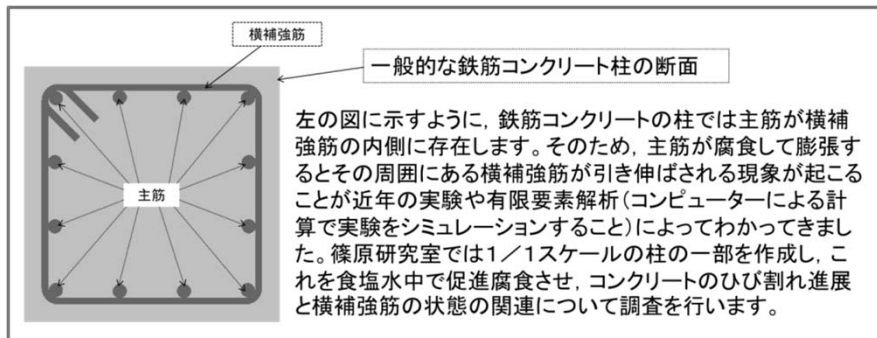 横補強筋
一般的な鉄筋コンクリート柱の断面
主筋
左の図に示すように，鉄筋コンクリートの柱では主筋が横補
強筋の内側に存在します。そのため，主筋が腐食して膨張す
るとその周囲にある横補強筋が引き伸ばされる現象が起こる
ことが近年の実験や有限要素解析（コンピューターによる計
算で実験をシミュレーションすること）によってわかってきまし
た。篠原研究室では１／１スケールの柱の一部を作成し，こ
れを食塩水中で促進腐食させ，コンクリートのひび割れ進展
と横補強筋の状態の関連について調査を行います。